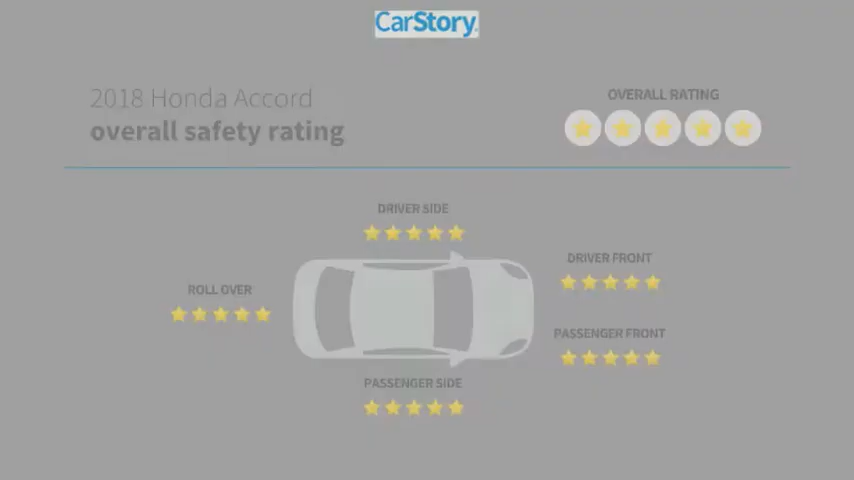 CarStory
2018 Honda Accord
overall safety rating
OVERALL RATING
DRIVER SIDE
DRIVER FRONT
ROLL OVER
PASSENGER FRONT
PASSENGER SIDE